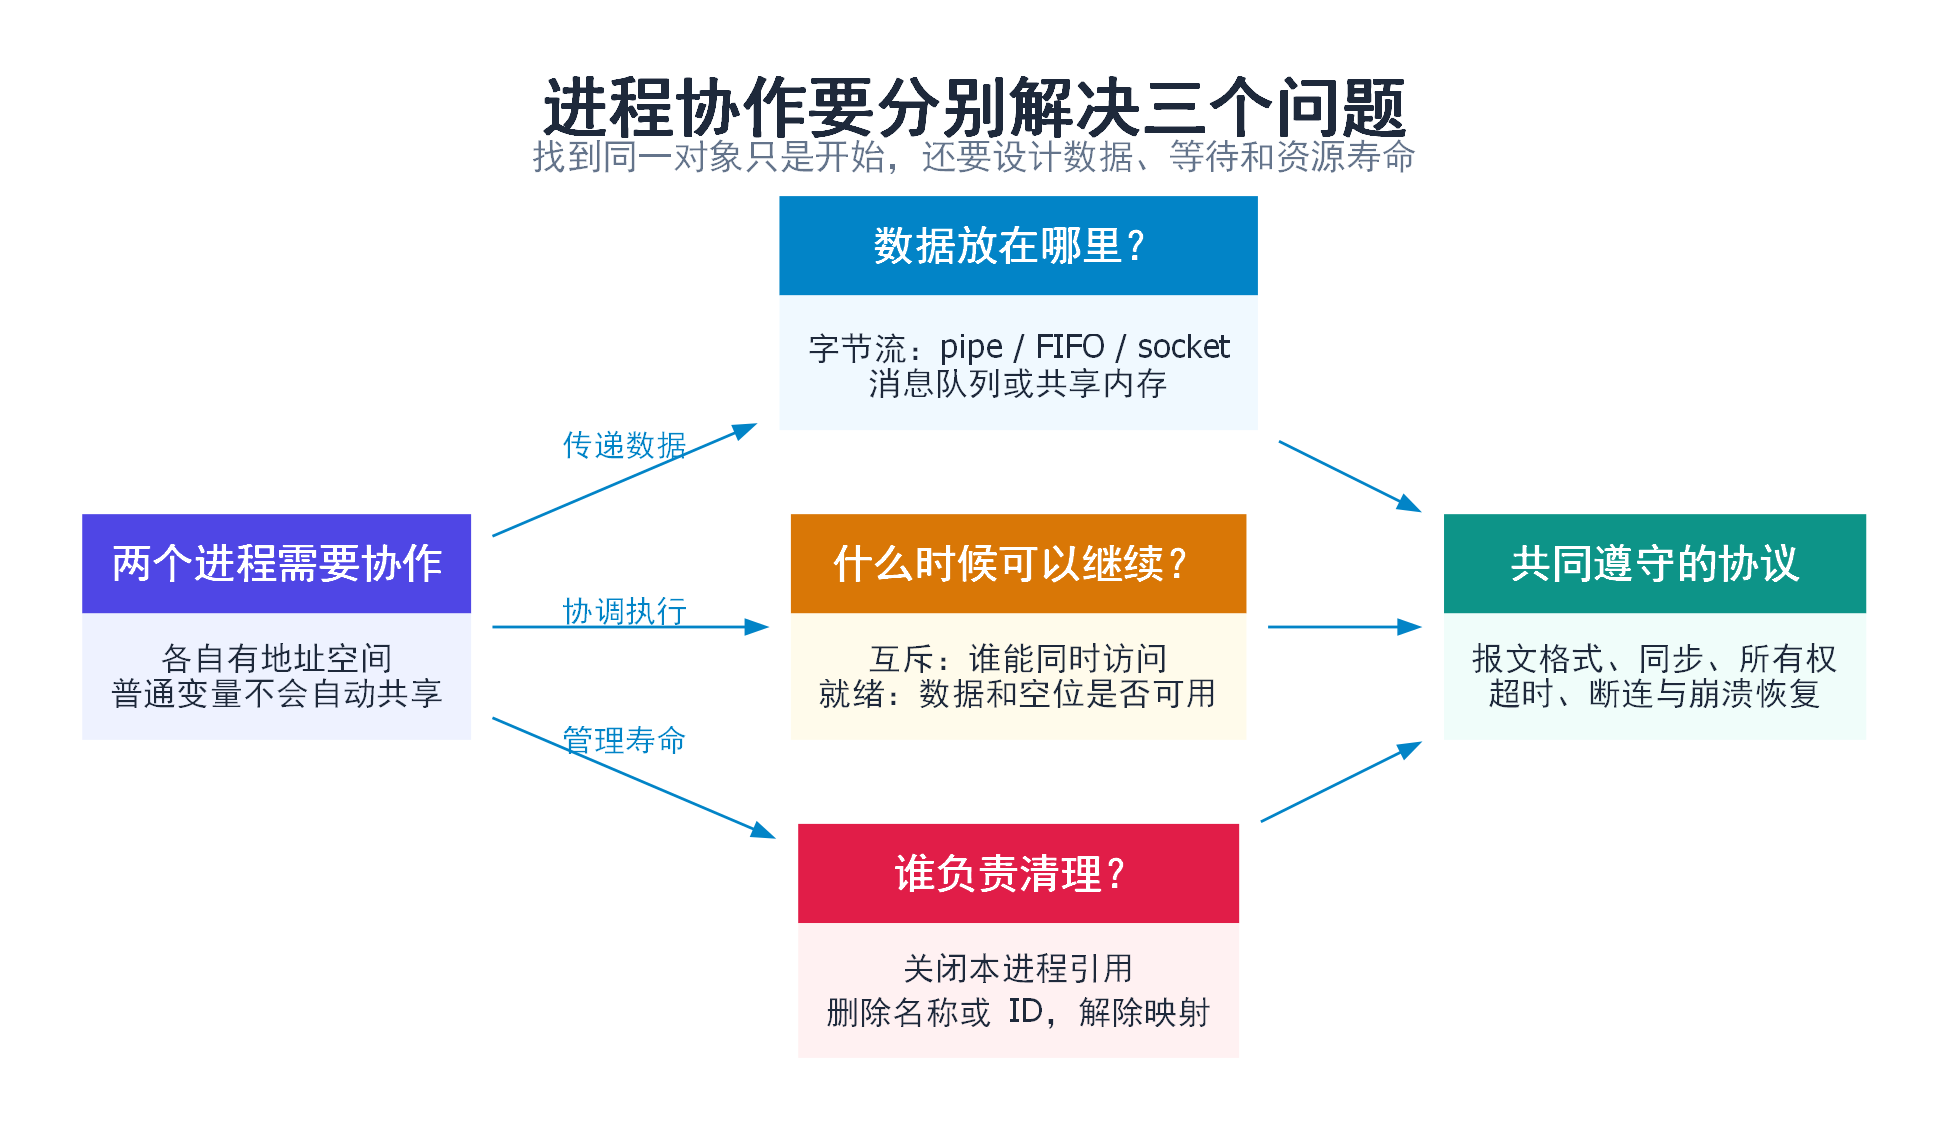 进程协作要分别解决三个问题
找到同一对象只是开始，还要设计数据、等待和资源寿命
数据放在哪里？
字节流：pipe / FIFO / socket
消息队列或共享内存
传递数据
两个进程需要协作
各自有地址空间
普通变量不会自动共享
协调执行
什么时候可以继续？
互斥：谁能同时访问
就绪：数据和空位是否可用
共同遵守的协议
报文格式、同步、所有权
超时、断连与崩溃恢复
管理寿命
谁负责清理？
关闭本进程引用
删除名称或 ID，解除映射